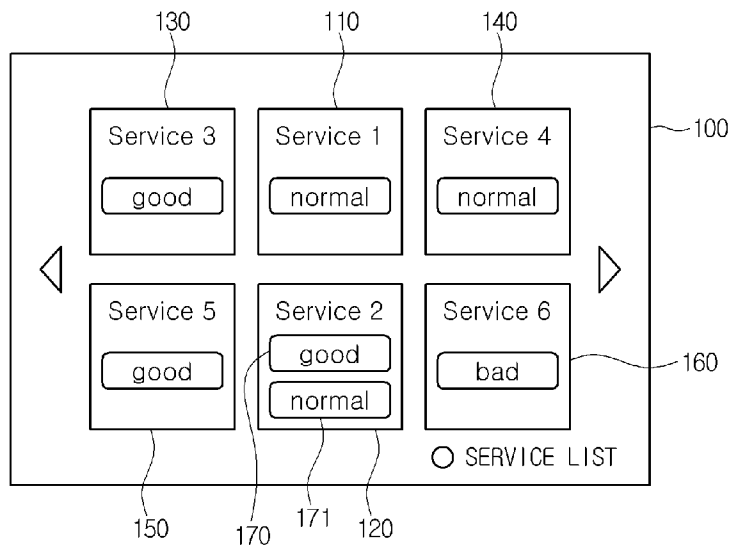 130 110 140
Service 3 Service 1 Service 4
100
good normal normal
Service 5 Service 2 Service 6
good
160
good bad
normal
SERVICE LIST
150 170 171 120